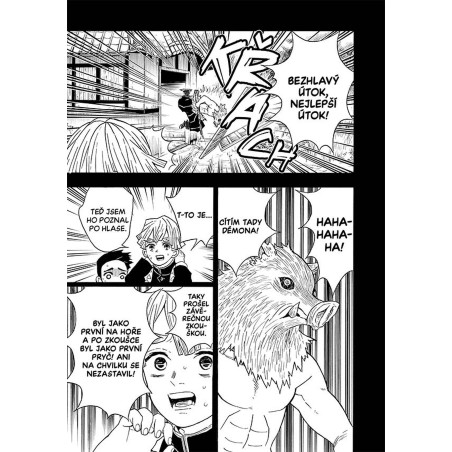 BEZHLAVÝ
ÚTOK,
NEJLEPŠÍ
ÚTOK!
KŘACH
TEĎ JSEM
HO POZNAL
PO HLASE.
T-TO JE...
CÍTÍM TADY
DÉMONA!
HAHA-
HAHA-
HA!
TAKY
PROŠEL
ZÁVĚ-
REČNOU
ZKOU-
ŠKOU.
BYL JAKO
PRVNÍ NA HOŘE
A PO ZKOUŠCE
BYL JAKO PRVNÍ
PRYČ! ANI
NA CHVILKU SE
NEZASTAVIL!